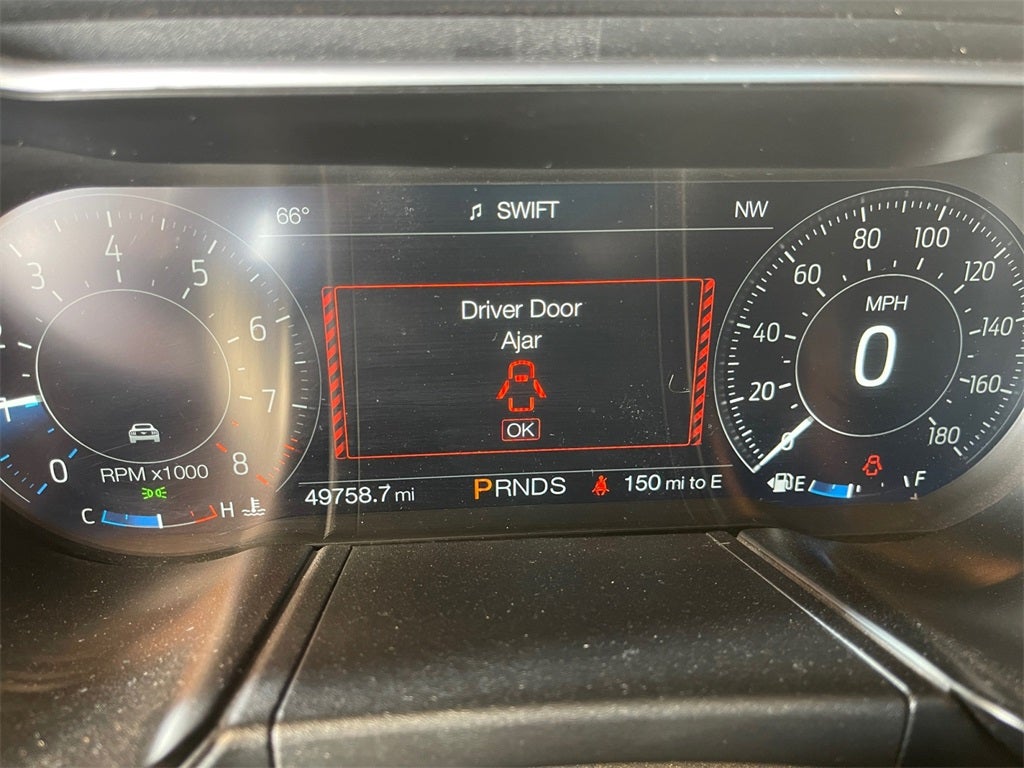 66° SWIFT NW
Driver Door
Ajar
OK
4
3
5
2
6
1
7
0
8
RPM x1000
C H
80 100
60 120
MPH
40 140
0
20 160
0 180
E F
49758.7 mi PRNDS 150 mi to E